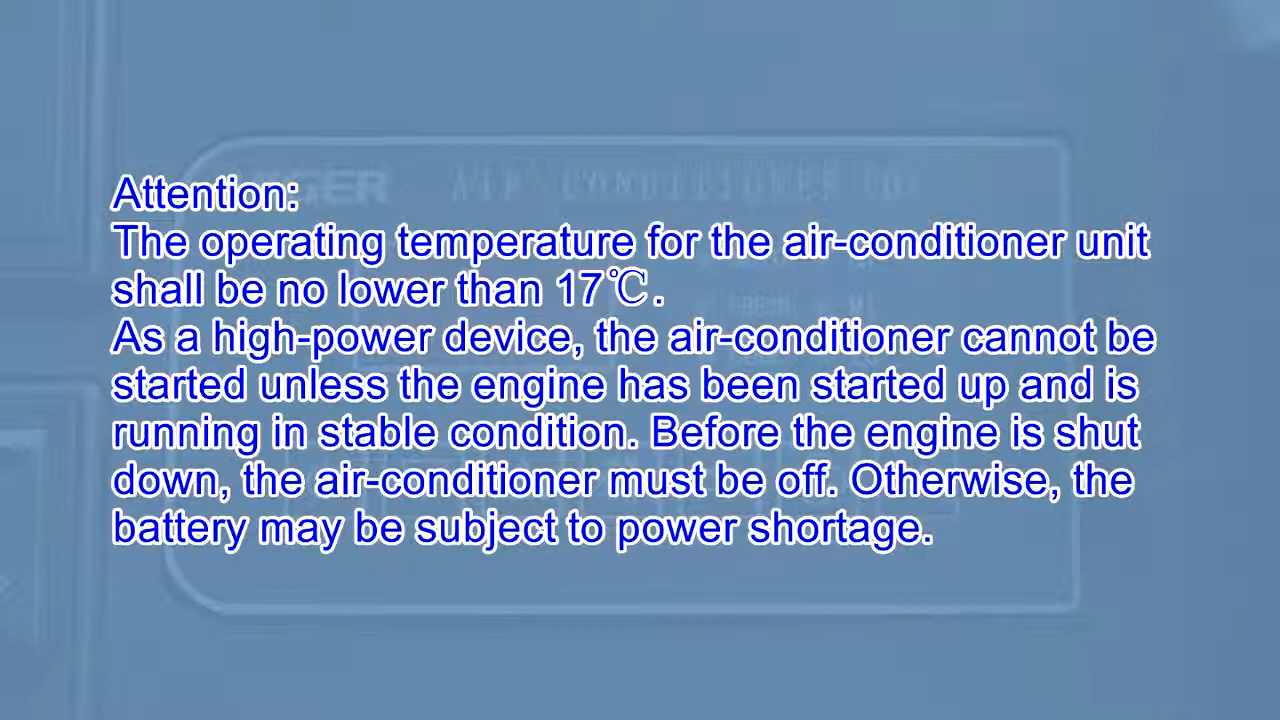 Attention:
The operating temperature for the air-conditioner unit
shall be no lower than 17℃.
As a high-power device, the air-conditioner cannot be
started unless the engine has been started up and is
running in stable condition. Before the engine is shut
down, the air-conditioner must be off. Otherwise, the
battery may be subject to power shortage.